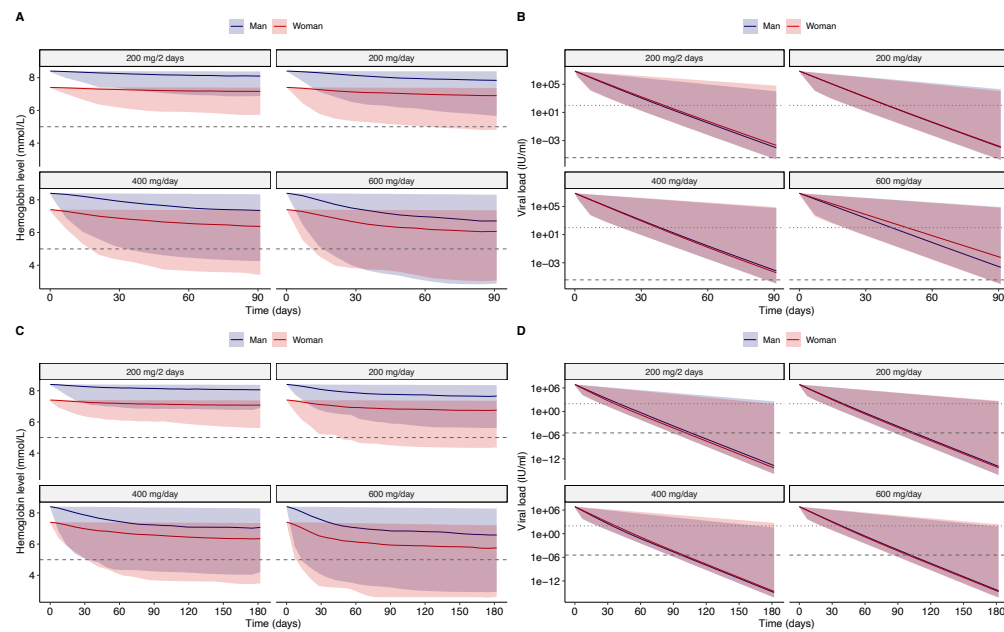 A
Man Woman
200 mg/2 days 200 mg/day
8
6
4
400 mg/day 600 mg/day
8
6
4
0 30 60 90 0 30 60 90
Time (days)
Hemoglobin level (mmol/L)
B
Man Woman
200 mg/2 days 200 mg/day
1e+05
1e+01
1e−03
400 mg/day 600 mg/day
1e+05
1e+01
1e−03
0 30 60 90 0 30 60 90
Time (days)
Viral load (IU/ml)
C
Man Woman
200 mg/2 days 200 mg/day
8
6
4
400 mg/day 600 mg/day
8
6
4
0 30 60 90 120 150 180 0 30 60 90 120 150 180
Time (days)
Hemoglobin level (mmol/L)
D
Man Woman
200 mg/2 days 200 mg/day
1e+06
1e+00
1e−06
1e−12
400 mg/day 600 mg/day
1e+06
1e+00
1e−06
1e−12
0 30 60 90 120 150 180 0 30 60 90 120 150 180
Time (days)
Viral load (IU/ml)